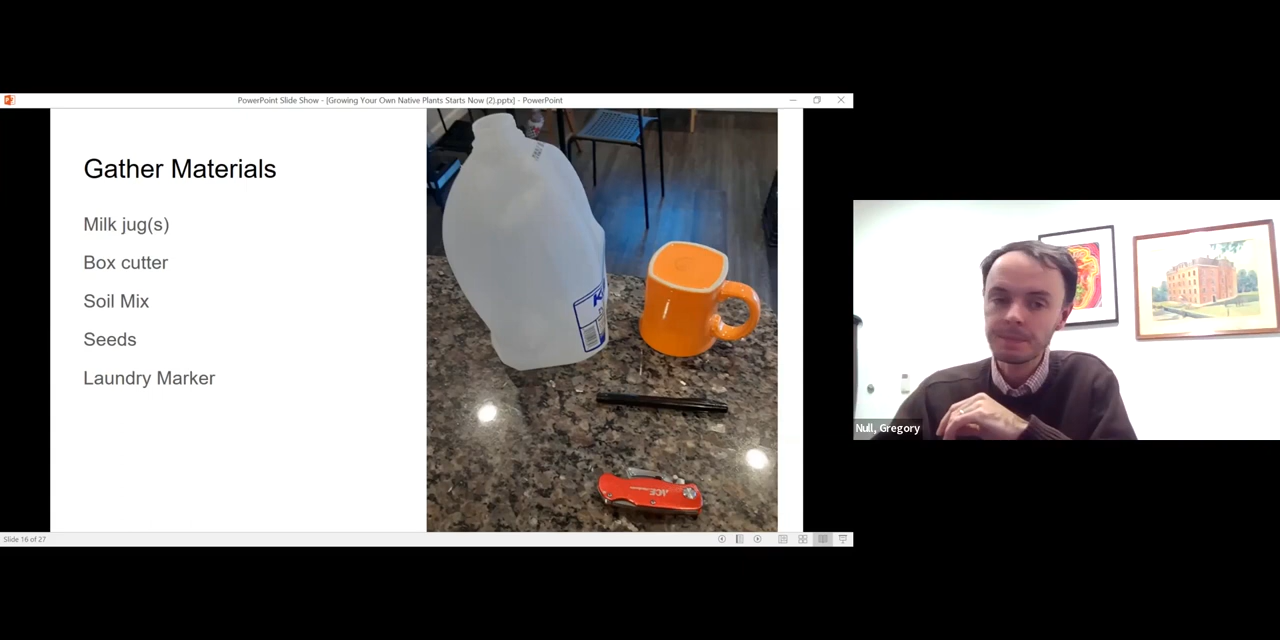 PowerPoint Slide Show - [Growing Your Own Native Plants Starts Now (2).pptx] - PowerPoint
Gather Materials
Milk jug(s)
Box cutter
Soil Mix
Seeds
Laundry Marker
ACE
Null, Gregory
Slide 16 of 27